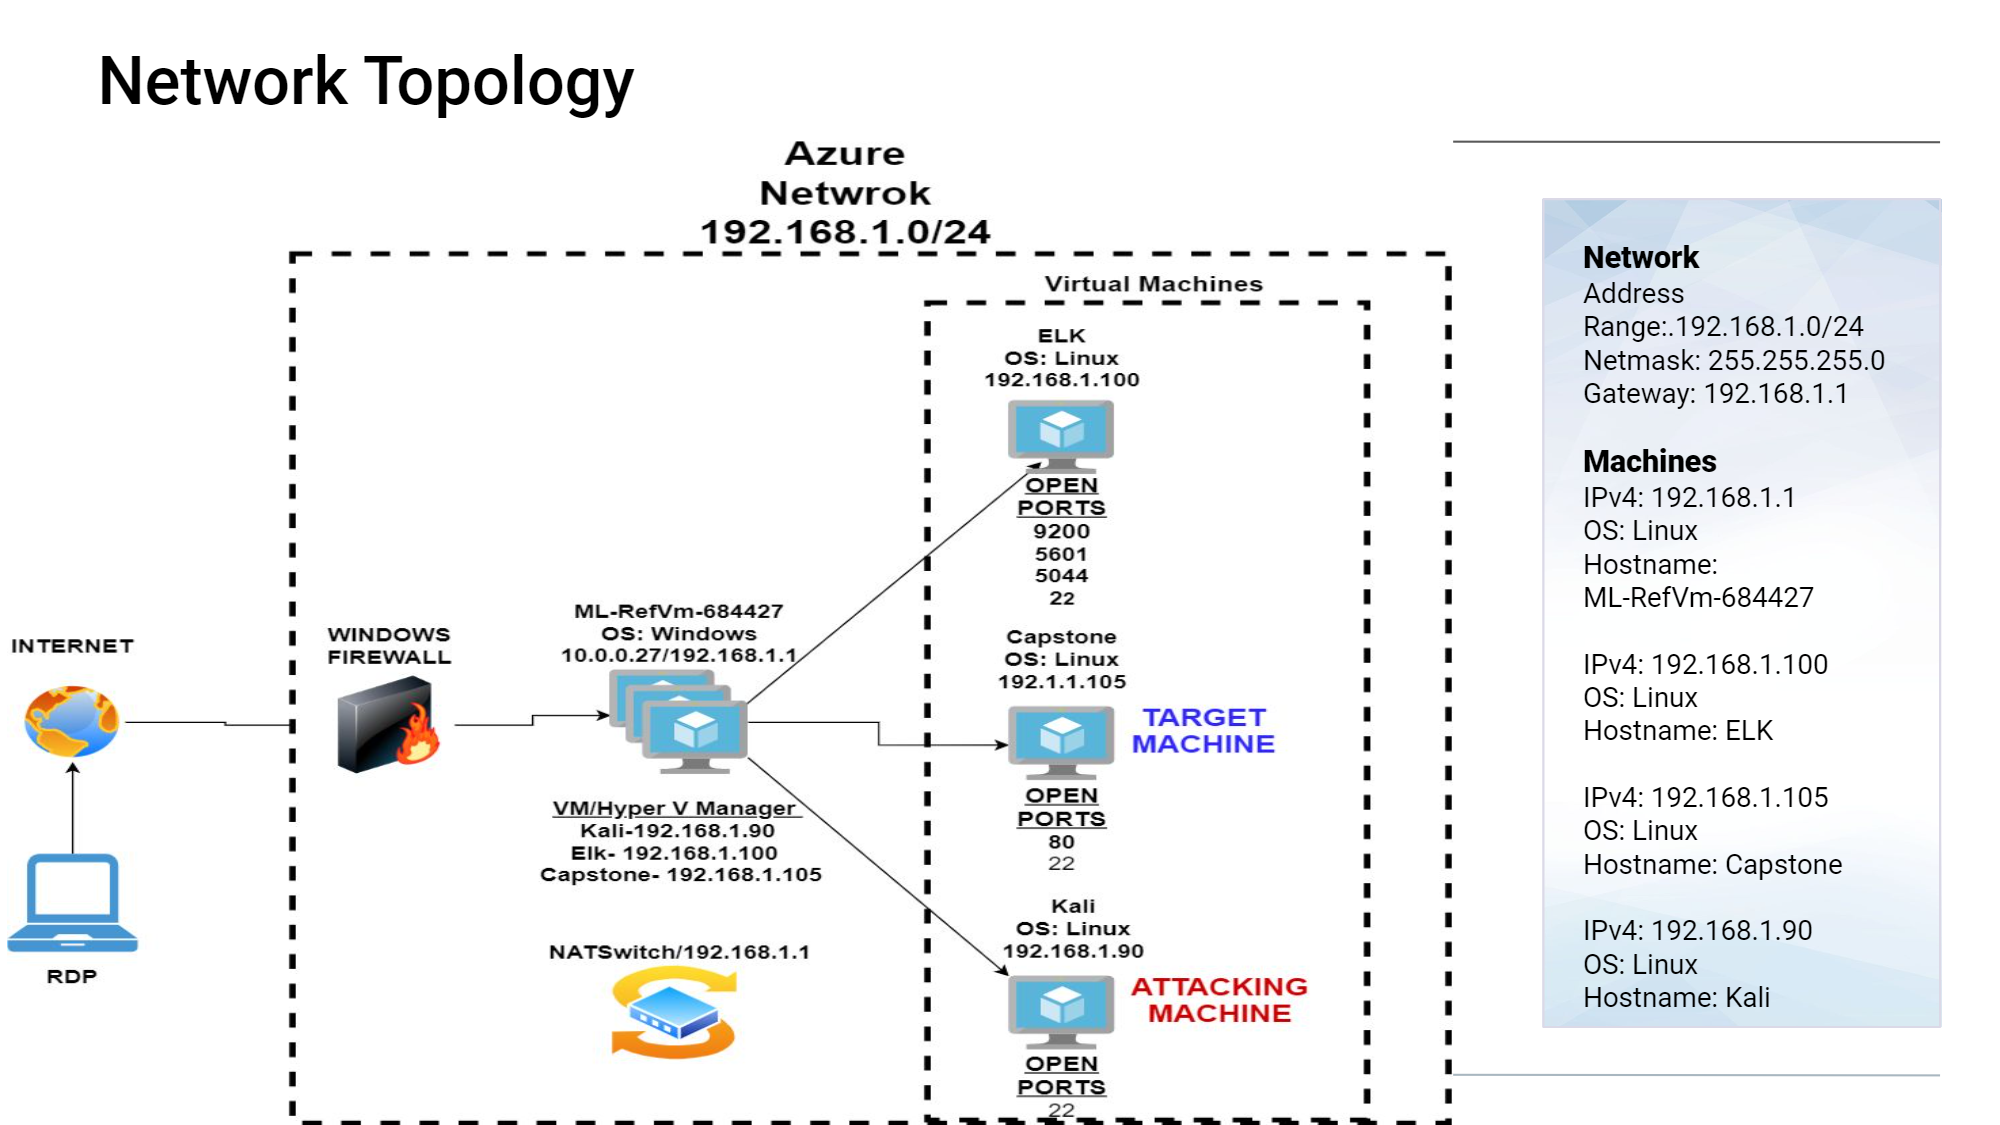 Network Topology
Azure
Netwrok
192.168.1.0/24
Virtual Machines
ELK
OS: Linux
192.168.1.100
OPEN
PORTS
9200
5601
5044
22
INTERNET
RDP
WINDOWS
FIREWALL
ML-RefVm-684427
OS: Windows
10.0.0.27/192.168.1.1
VM/Hyper V Manager
Kali-192.168.1.90
Elk- 192.168.1.100
Capstone- 192.168.1.105
NATSwitch/192.168.1.1
Capstone
OS: Linux
192.1.1.105
TARGET
MACHINE
OPEN
PORTS
80
22
Kali
OS: Linux
192.168.1.90
ATTACKING
MACHINE
OPEN
PORTS
22
Network
Address
Range:.192.168.1.0/24
Netmask: 255.255.255.0
Gateway: 192.168.1.1
Machines
IPv4: 192.168.1.1
OS: Linux
Hostname:
ML-RefVm-684427
IPv4: 192.168.1.100
OS: Linux
Hostname: ELK
IPv4: 192.168.1.105
OS: Linux
Hostname: Capstone
IPv4: 192.168.1.90
OS: Linux
Hostname: Kali